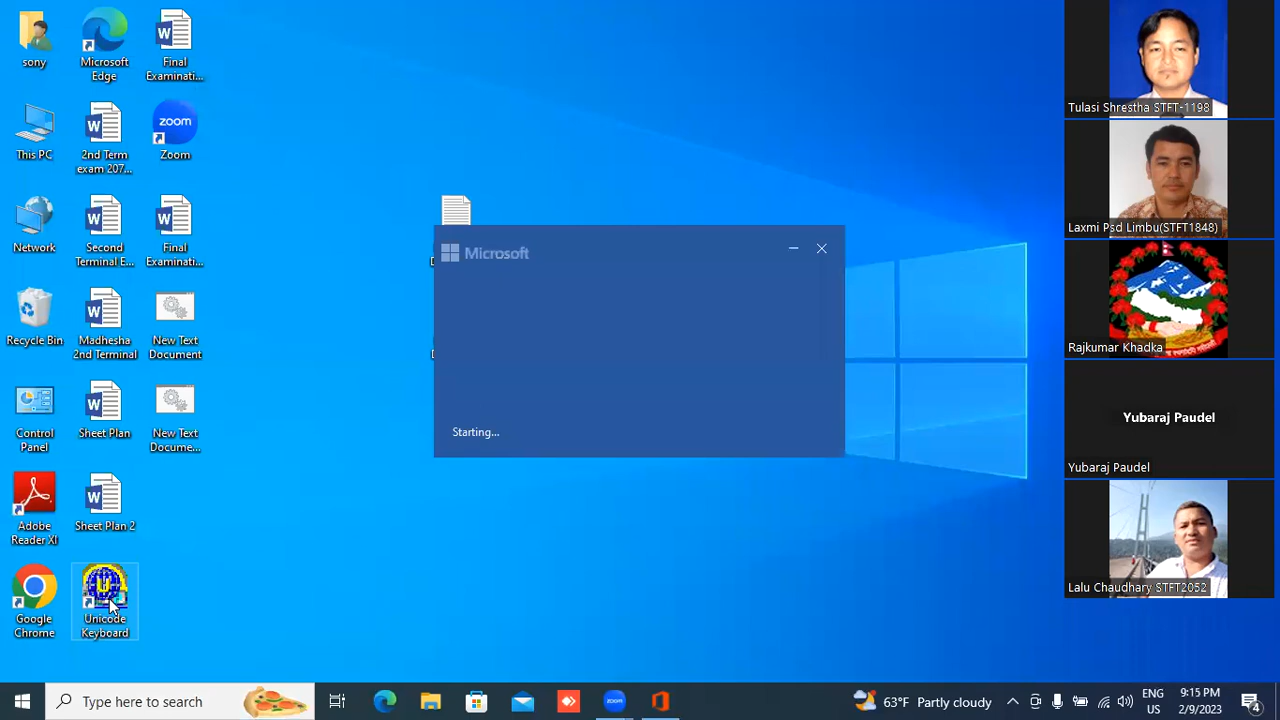 sony
Microsoft
Edge
Final
Examinati...
This PC
2nd Term
exam 207...
zoom
Zoom
Network
Second
Terminal E...
Final
Examinati...
Recycle Bin
Madhesha
2nd Terminal
New Text
Document
Control
Panel
Sheet Plan
New Text
Docume...
Adobe
Reader XI
Sheet Plan 2
Google
Chrome
Unicode
Keyboard
Microsoft
Starting...
Tulasi Shrestha STFT-1198
Laxmi Psd Limbu(STFT1848)
Rajkumar Khadka
Yubaraj Paudel
Yubaraj Paudel
Lalu Chaudhary STFT2052
Type here to search
zoom
63°F Partly cloudy
ENG
US
9:15 PM
2/9/2023
4